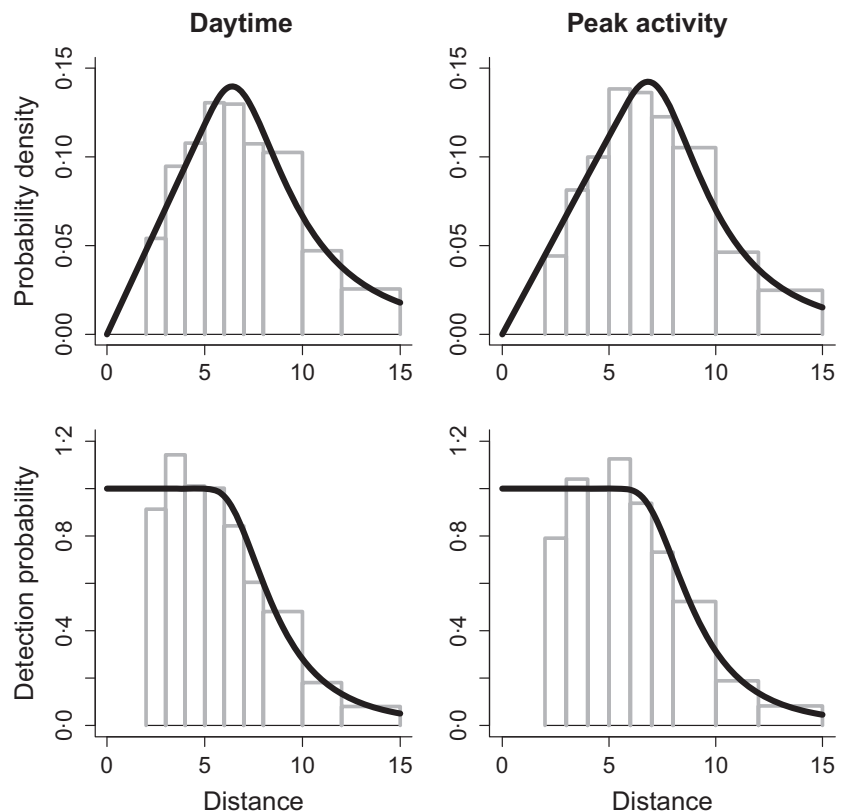 Daytime
Peak activity
Probability density
0·00 0·05 0·10 0·15
0 5 10 15
0 5 10 15
0·00 0·05 0·10 0·15
Detection probability
0·0 0·4 0·8 1·2
0 5 10 15
Distance
0·0 0·4 0·8 1·2
0 5 10 15
Distance